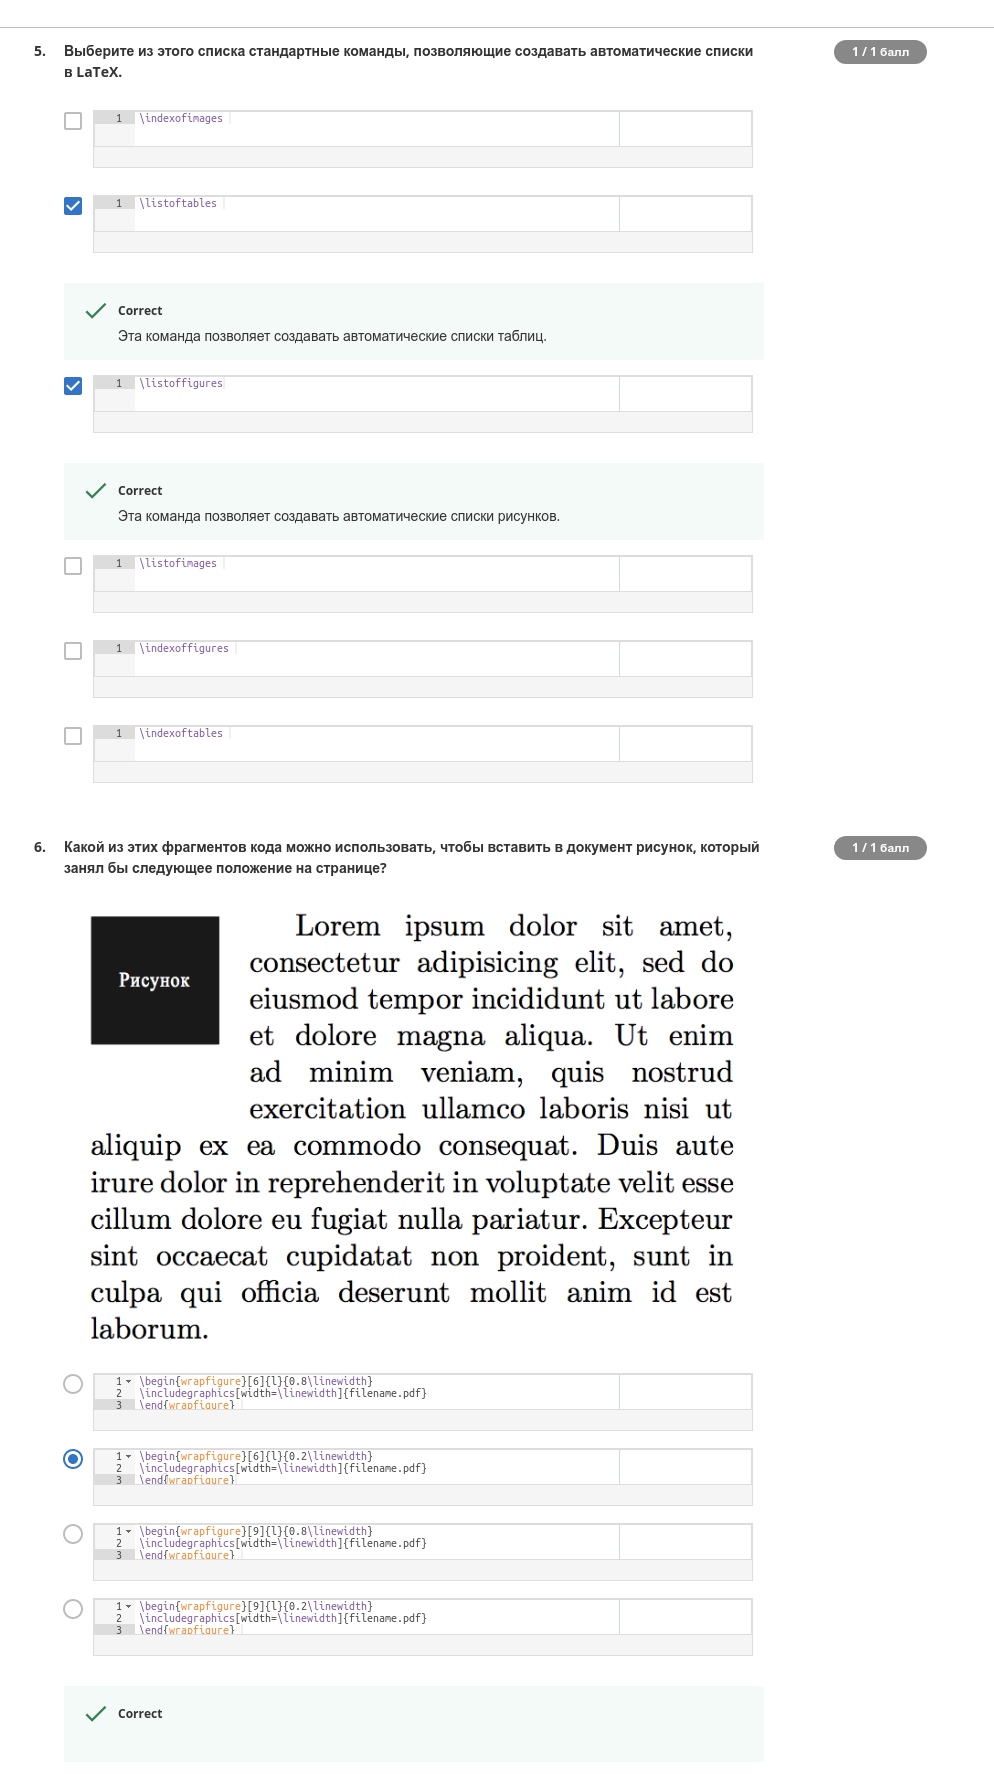 5. Выберите из этого списка стандартные команды, позволяющие создавать автоматические списки
в LaTeX.
1 / 1 балл
1 \indexofimages
1 \listoftables
Correct
Эта команда позволяет создавать автоматические списки таблиц.
1 \listoffigures
Correct
Эта команда позволяет создавать автоматические списки рисунков.
1 \listofimages
1 \indexoffigures
1 \indexoftables
6. Какой из этих фрагментов кода можно использовать, чтобы вставить в документ рисунок, который
занял бы следующее положение на странице?
1 / 1 балл
Рисунок
Lorem ipsum dolor sit amet,
consectetur adipisicing elit, sed do
eiusmod tempor incididunt ut labore
et dolore magna aliqua. Ut enim
ad minim veniam, quis nostrud
exercitation ullamco laboris nisi ut
aliquip ex ea commodo consequat. Duis aute
irure dolor in reprehenderit in voluptate velit esse
cillum dolore eu fugiat nulla pariatur. Excepteur
sint occaecat cupidatat non proident, sunt in
culpa qui officia deserunt mollit anim id est
laborum.
1 \begin{wrapfigure}[6]{l}{0.8\linewidth}
2 \includegraphics[width=\linewidth]{filename.pdf}
3 \end{wrapfigure}
1 \begin{wrapfigure}[6]{l}{0.2\linewidth}
2 \includegraphics[width=\linewidth]{filename.pdf}
3 \end{wrapfigure}
1 \begin{wrapfigure}[9]{l}{0.8\linewidth}
2 \includegraphics[width=\linewidth]{filename.pdf}
3 \end{wrapfigure}
1 \begin{wrapfigure}[9]{l}{0.2\linewidth}
2 \includegraphics[width=\linewidth]{filename.pdf}
3 \end{wrapfigure}
Correct